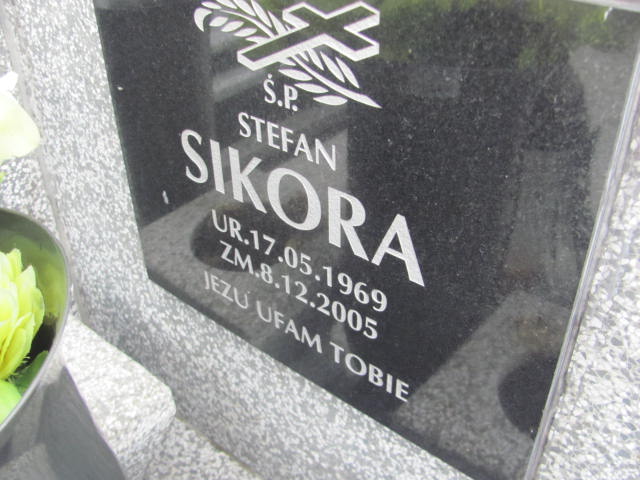 Ś.P.
STEFAN
SIKORA
UR.17.05.1969
ZM.8.12.2005
JEZU UFAM TOBIE